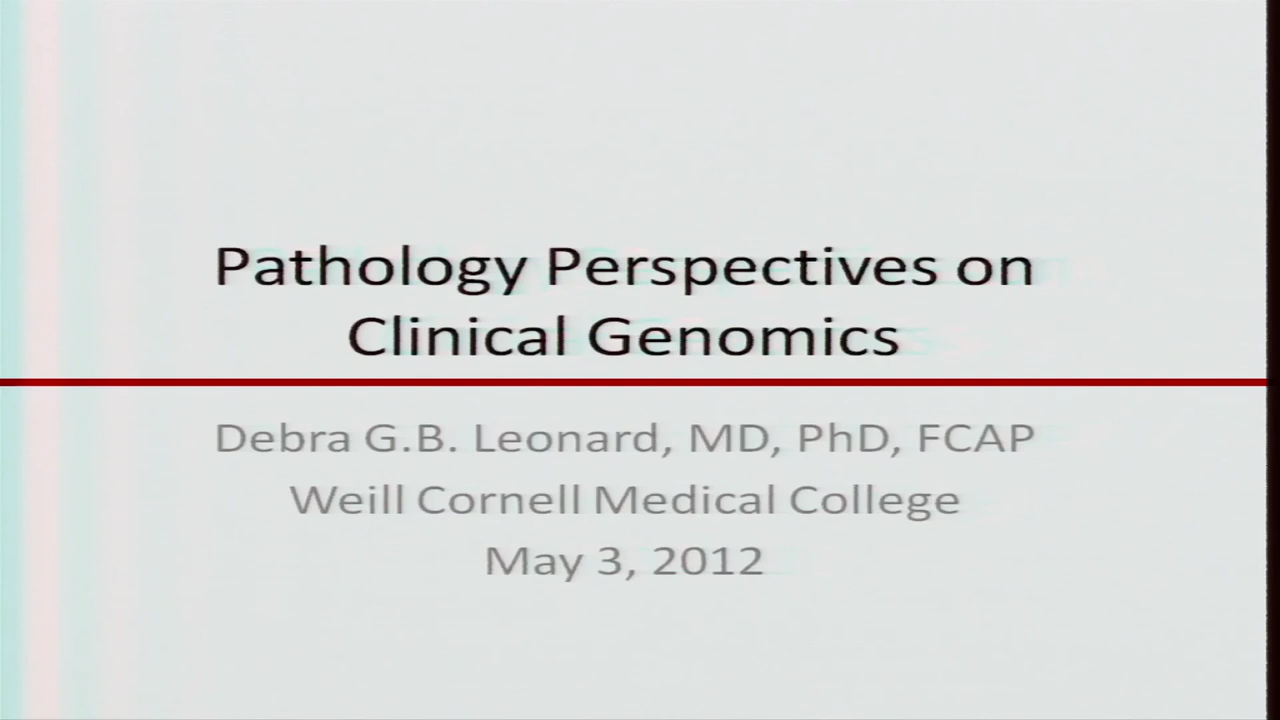 Pathology Perspectives on
Clinical Genomics
Debra G.B. Leonard, MD, PhD, FCAP
Weill Cornell Medical College
May 3, 2012